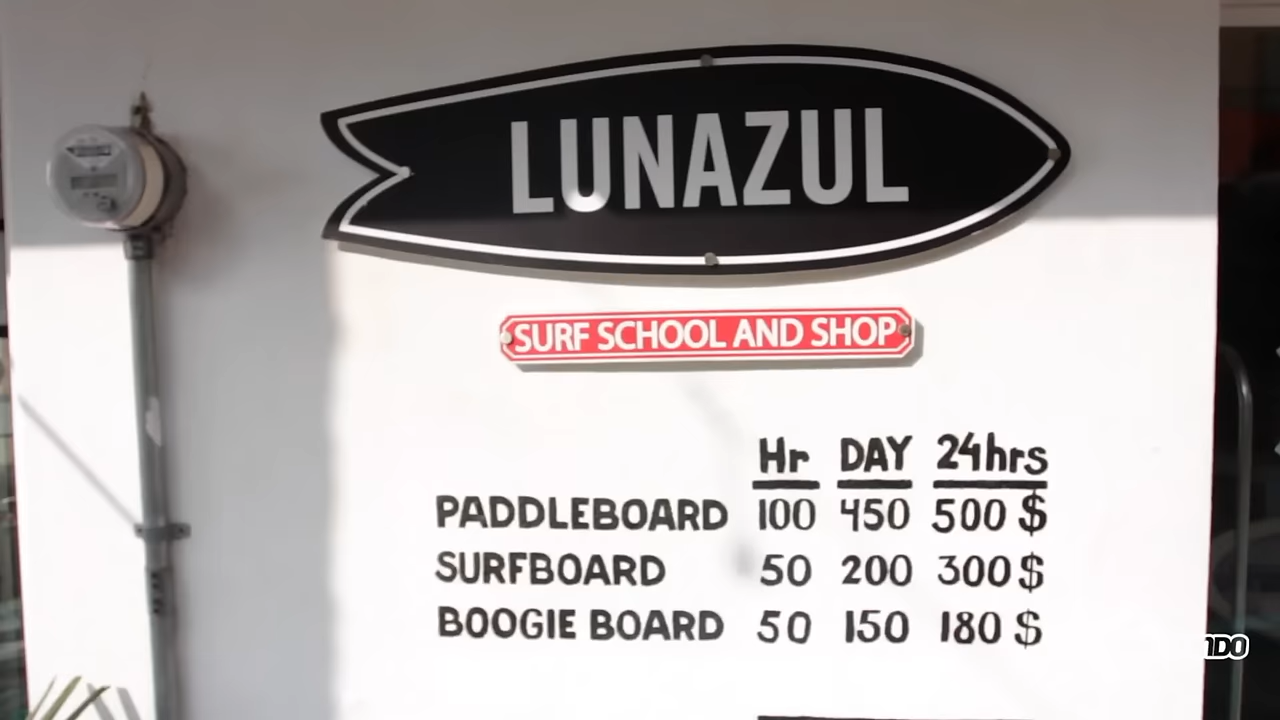 LUNAZUL
SURF SCHOOL AND SHOP
Hr DAY 24hrs
PADDLEBOARD 100 450 500 $
SURFBOARD 50 200 300 $
BOOGIE BOARD 50 150 180 $